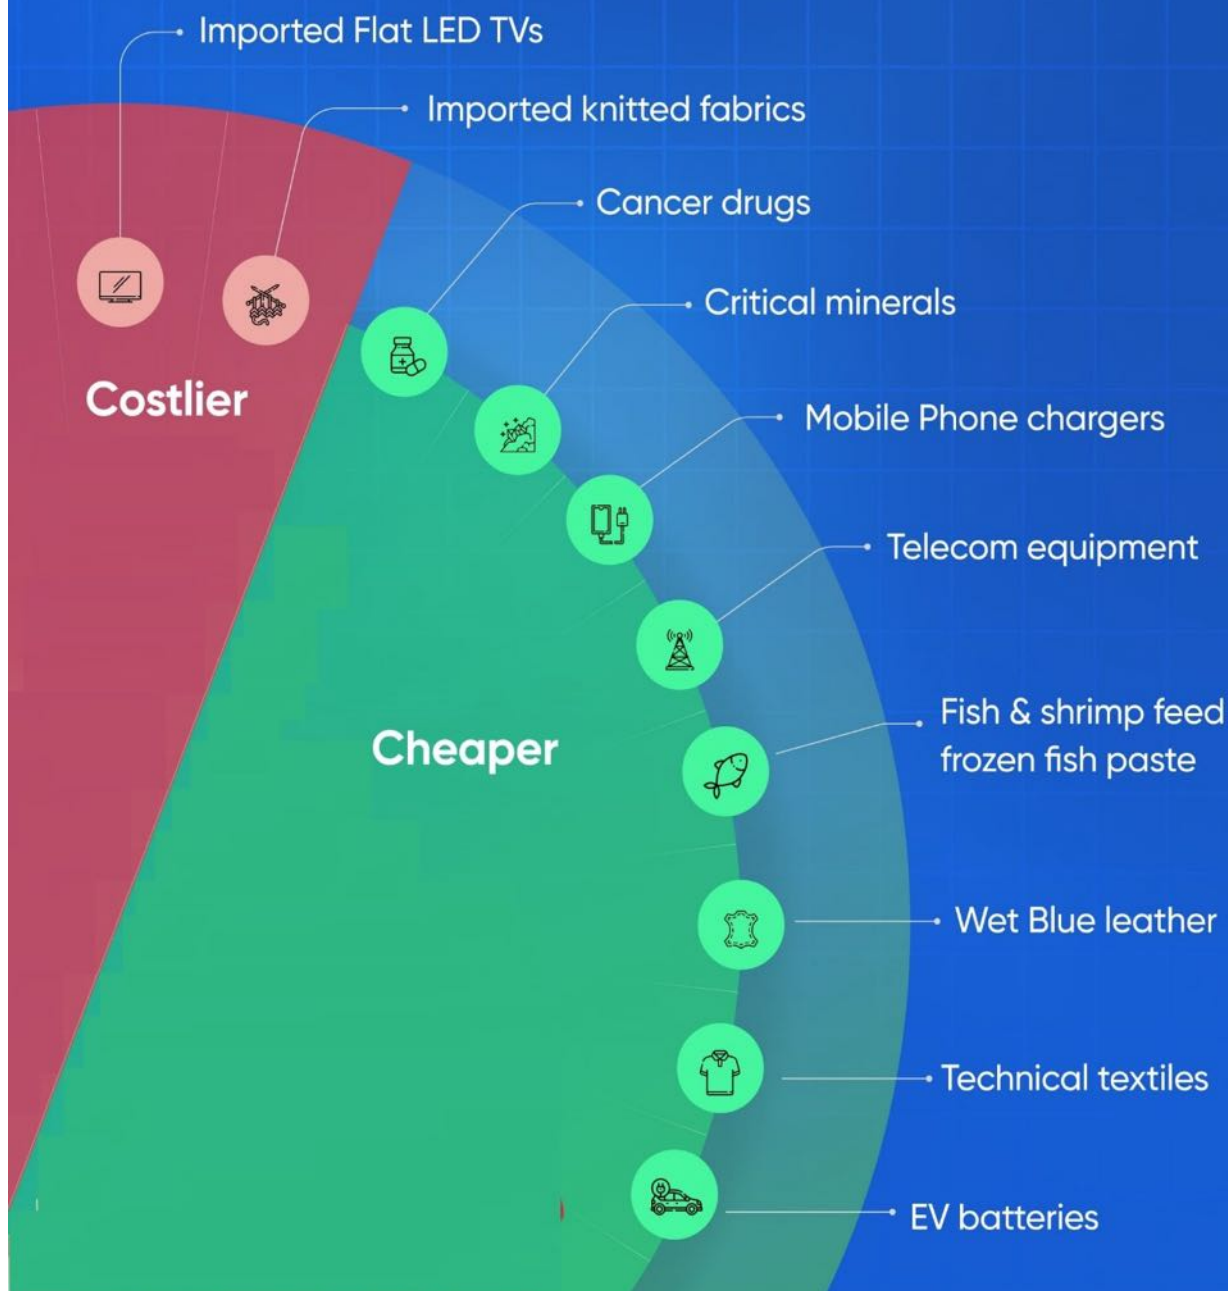 Imported Flat LED TVs
Imported knitted fabrics
Cancer drugs
Critical minerals
Costlier
Mobile Phone chargers
Telecom equipment
Fish & shrimp feed
frozen fish paste
Cheaper
Wet Blue leather
Technical textiles
EV batteries